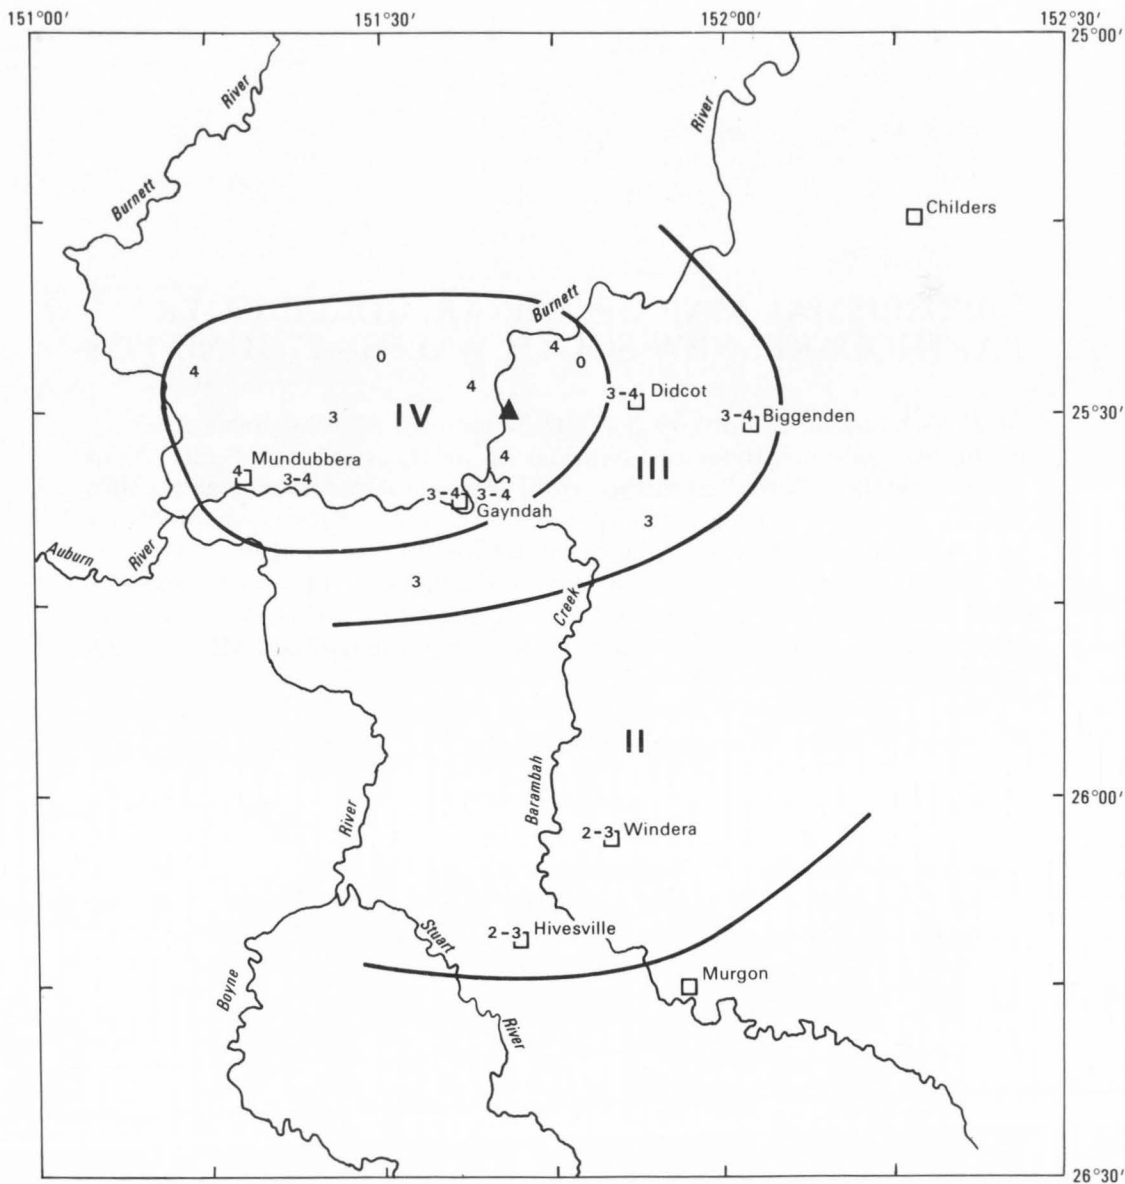 151°00′ 151°30′ 152°00′ 152°30′
25°00′
River
River
Burnett
Childers
Burnett
4
0
4
4
0
3-4 Didcot
3
IV
3-4 Biggenden
4
III
Mundubbera
4
3-4
3-4
3-4
Gayndah
3
25°30′
Auburn
River
3
Creek
II
Barambah
River
26°00′
2-3 Windera
Stuart
2-3 Hivesville
Murgon
Boyne
River
26°30′